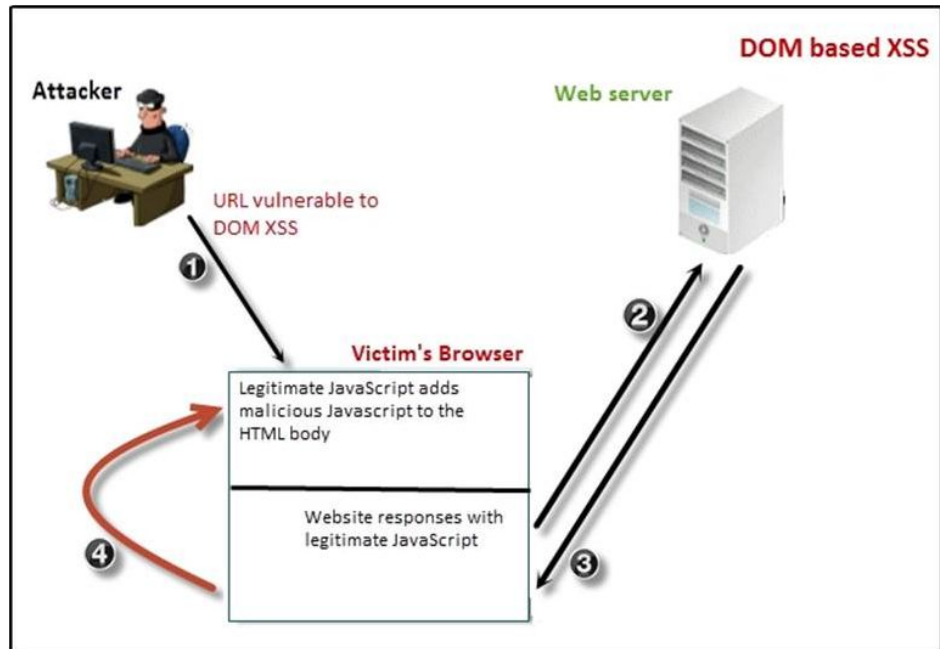 DOM based XSS
Attacker
Web server
URL vulnerable to
DOM XSS
1
2
Victim's Browser
Legitimate JavaScript adds
malicious Javascript to the
HTML body
Website responses with
legitimate JavaScript
4
3